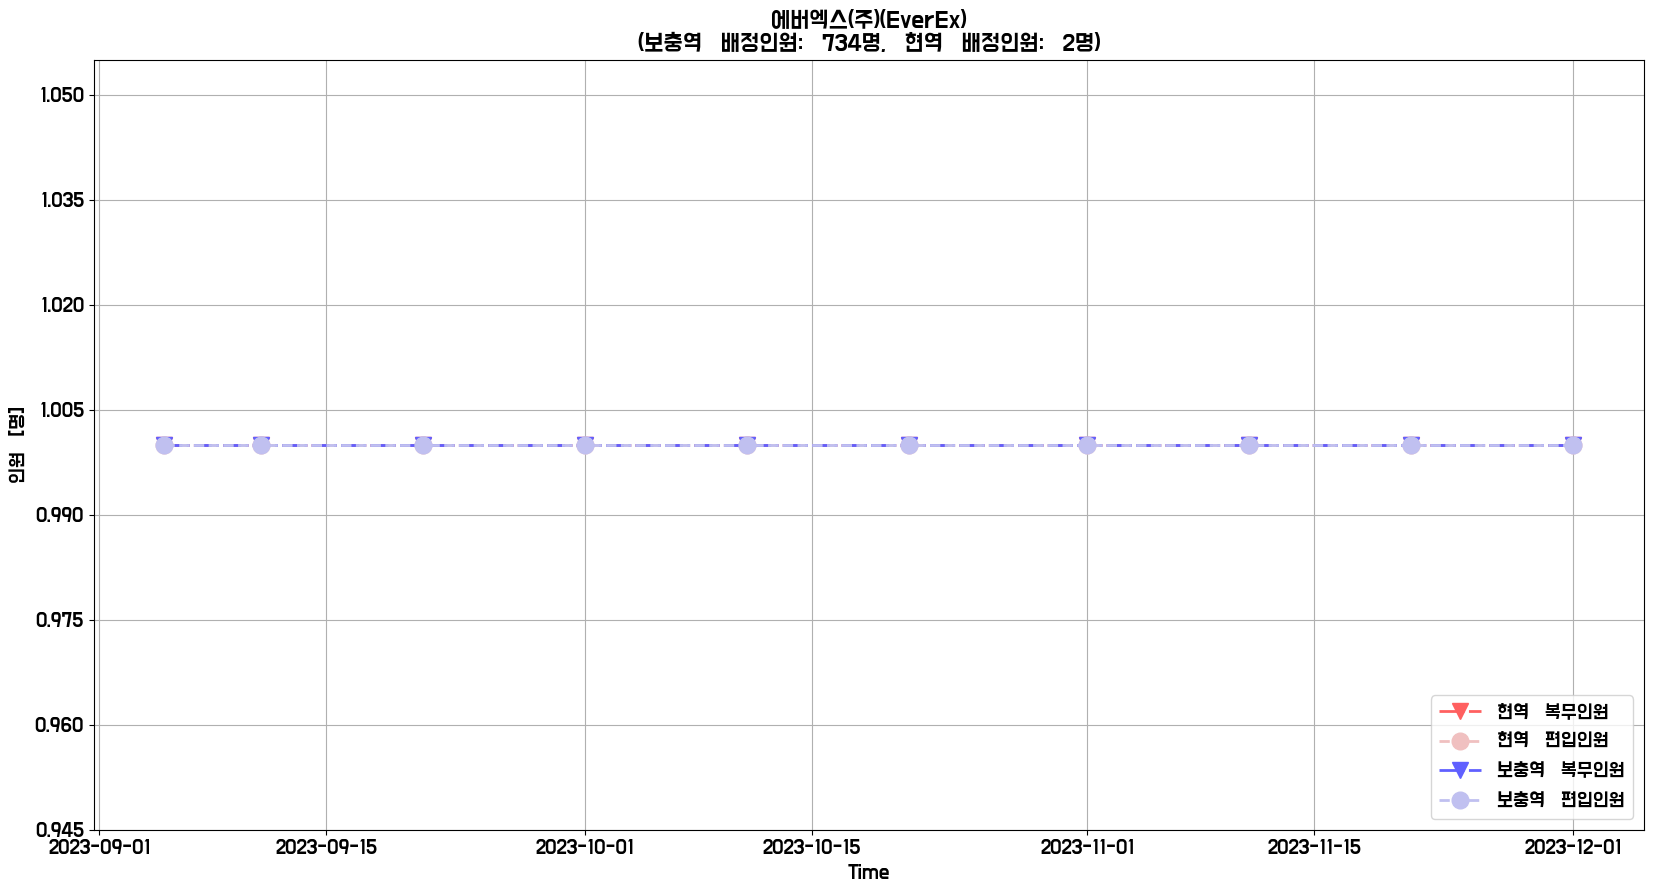 에버엑스(주)(EverEx)
(보충역 배정인원: 734명, 현역 배정인원: 2명)
1.050
1.035
1.020
1.005
0.990
0.975
0.960
0.945
인원 [명]
2023-09-01 2023-09-15 2023-10-01 2023-10-15 2023-11-01 2023-11-15 2023-12-01
Time
현역 복무인원
현역 편입인원
보충역 복무인원
보충역 편입인원